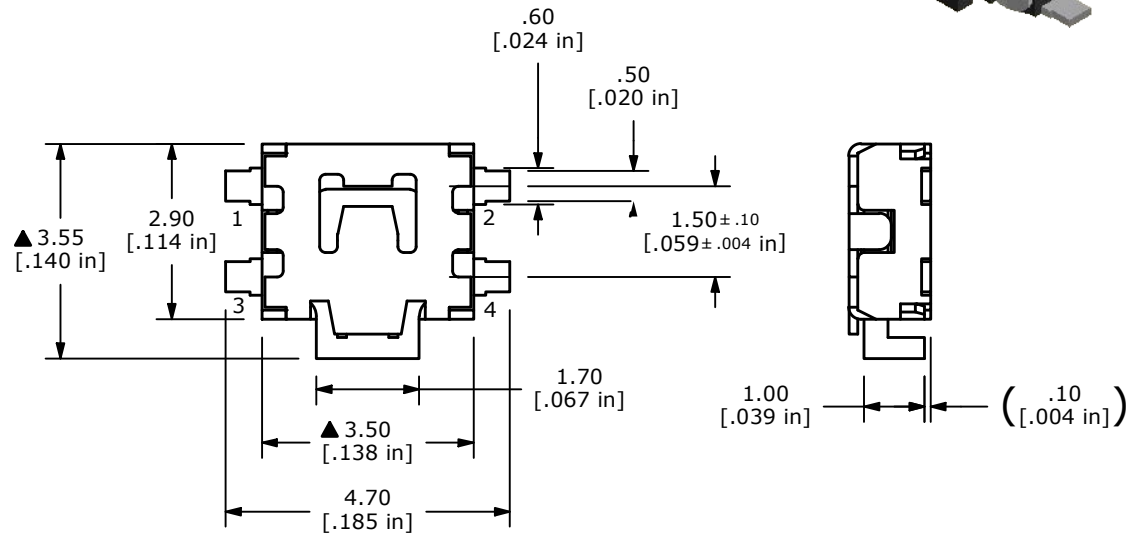 .60
[.024 in]
.50
[.020 in]
1
2
3
4
2.90
[.114 in]
▲3.55
[.140 in]
1.50±.10
[.059±.004 in]
1.70
[.067 in]
▲3.50
[.138 in]
4.70
[.185 in]
1.00
[.039 in]
(.10
[.004 in])